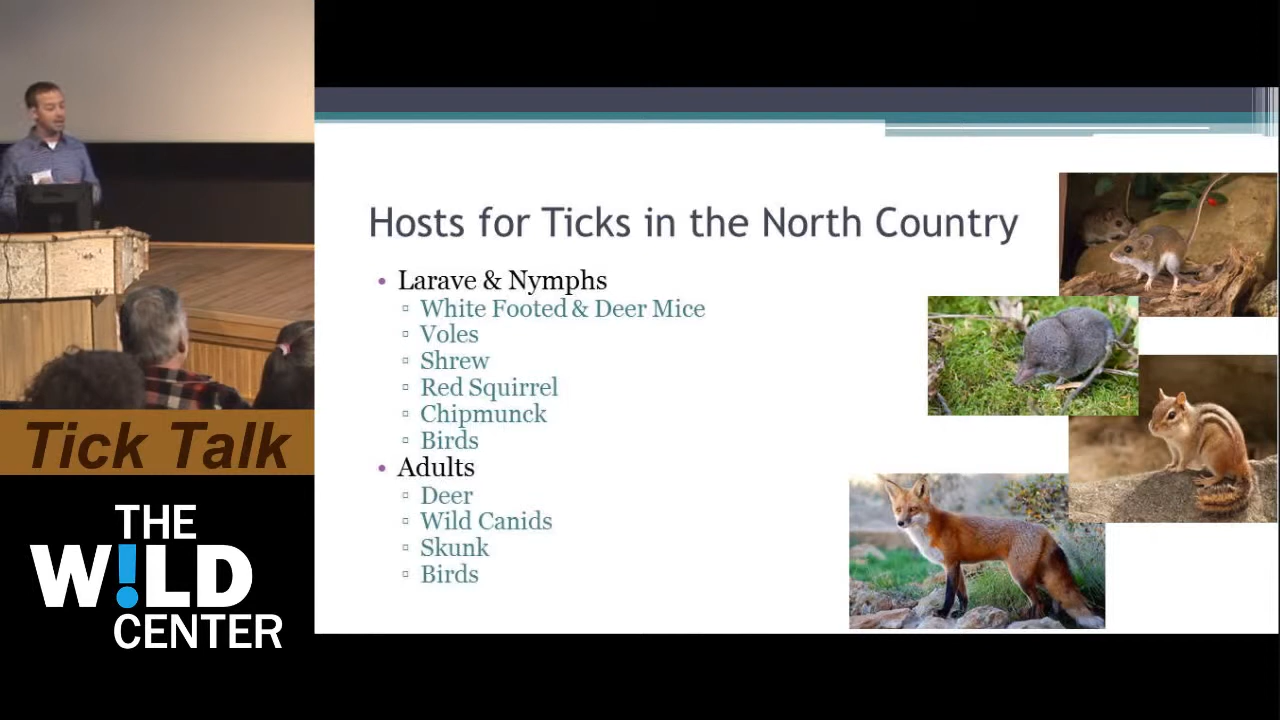 Tick Talk
THE
W!LD
CENTER
Hosts for Ticks in the North Country
• Larave & Nymphs
▫ White Footed & Deer Mice
▫ Voles
▫ Shrew
▫ Red Squirrel
▫ Chipmunck
▫ Birds
• Adults
▫ Deer
▫ Wild Canids
▫ Skunk
▫ Birds